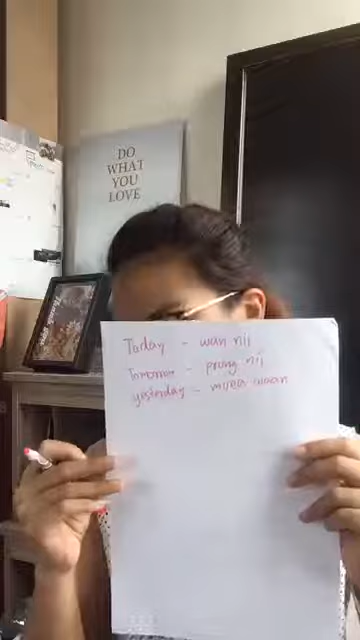 DO
WHAT
YOU
LOVE
Today - wan nii
Tomorrow - prung nii
yesterday - muea waan